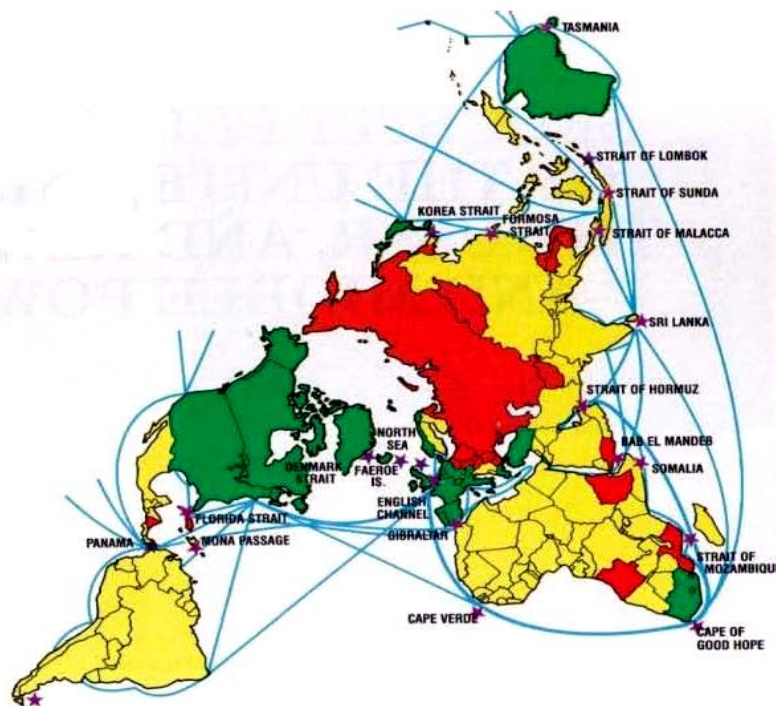 TASMANIA
STRAIT OF LOMBOK
STRAIT OF SUNDA
KOREA STRAIT
FORMOSA
STRAIT
STRAIT OF MALACCA
SRI LANKA
STRAIT OF HORMUZ
NORTH
SEA
BAB EL MANDEB
DENMARK
STRAIT
FAEROE
IS.
SOMALIA
ENGLISH
CHANNEL
FLORIDA STRAIT
GIBRALTAR
PANAMA
MONA PASSAGE
STRAIT OF
MOZAMBIQUE
CAPE VERDE
CAPE OF
GOOD HOPE